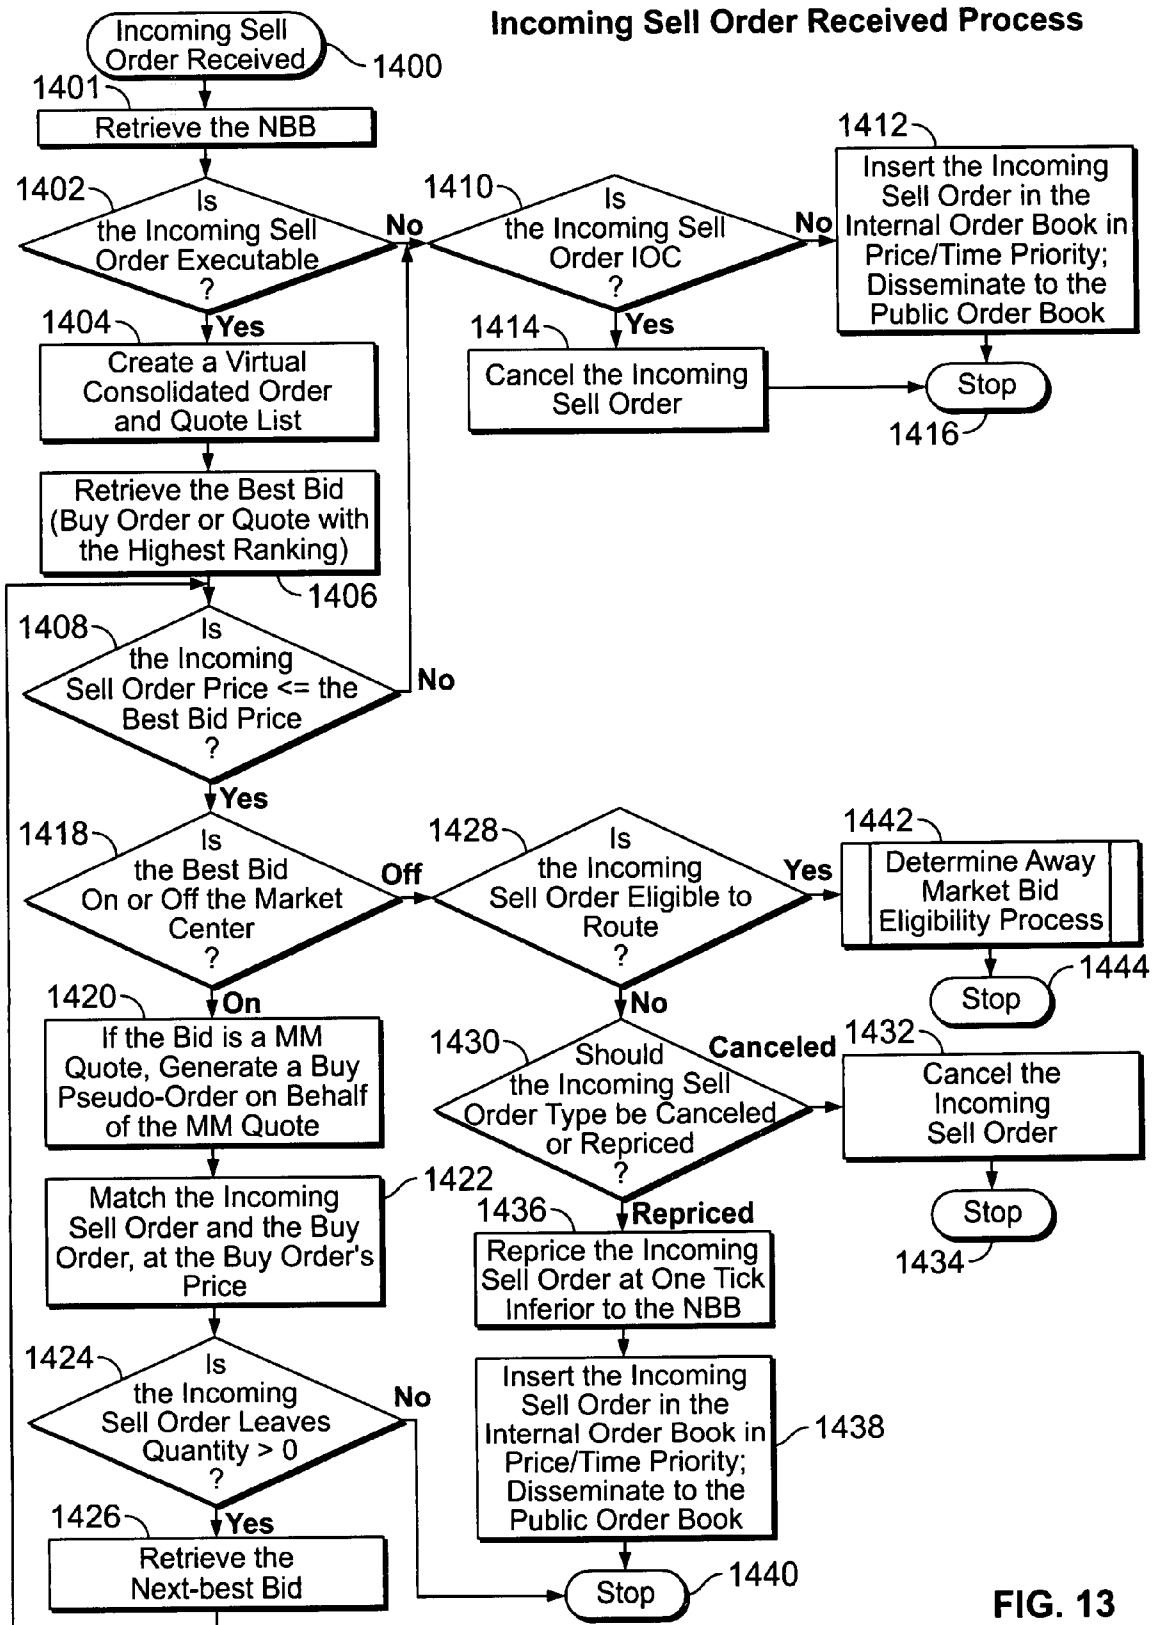 Incoming Sell Order Received Process
Incoming Sell
Order Received
1400
1401
Retrieve the NBB
1402
Is
the Incoming Sell
Order Executable
?
No
Yes
1410
Is
the Incoming Sell
Order IOC
?
No
Yes
1412
Insert the Incoming
Sell Order in the
Internal Order Book in
Price/Time Priority;
Disseminate to the
Public Order Book
1414
Cancel the Incoming
Sell Order
Stop
1416
1404
Create a Virtual
Consolidated Order
and Quote List
Retrieve the Best Bid
(Buy Order or Quote with
the Highest Ranking)
1406
1408
Is
the Incoming
Sell Order Price <= the
Best Bid Price
?
No
Yes
1418
Is
the Best Bid
On or Off the Market
Center
?
Off
On
1428
Is
the Incoming
Sell Order Eligible to
Route
?
Yes
No
1442
Determine Away
Market Bid
Eligibility Process
Stop
1444
1420
If the Bid is a MM
Quote, Generate a Buy
Pseudo-Order on Behalf
of the MM Quote
1430
Should
the Incoming Sell
Order Type be Canceled
or Repriced
?
Canceled
Repriced
1432
Cancel the
Incoming
Sell Order
Stop
1434
1422
Match the Incoming
Sell Order and the Buy
Order, at the Buy Order's
Price
1436
Reprice the Incoming
Sell Order at One Tick
Inferior to the NBB
1424
Is
the Incoming
Sell Order Leaves
Quantity > 0
?
No
Yes
Insert the Incoming
Sell Order in the
Internal Order Book in
Price/Time Priority;
Disseminate to the
Public Order Book
1438
1426
Retrieve the
Next-best Bid
Stop
1440
FIG. 13